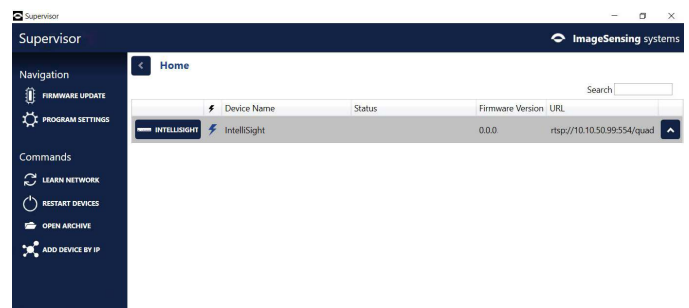 Supervisor
Supervisor
ImageSensing systems
Navigation
FIRMWARE UPDATE
PROGRAM SETTINGS
Commands
LEARN NETWORK
RESTART DEVICES
OPEN ARCHIVE
ADD DEVICE BY IP
Home
Search
Device Name Status Firmware Version URL
INTELLISIGHT IntelliSight 0.0.0 rtsp://10.10.50.99:554/quad